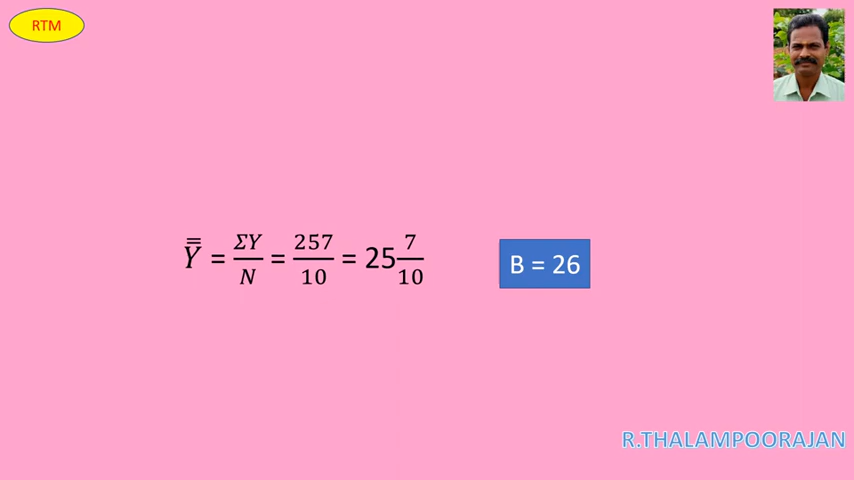 RTM
Y̿ = ΣY/N = 257/10 = 25 7/10
B = 26
R.THALAMPOORAJAN